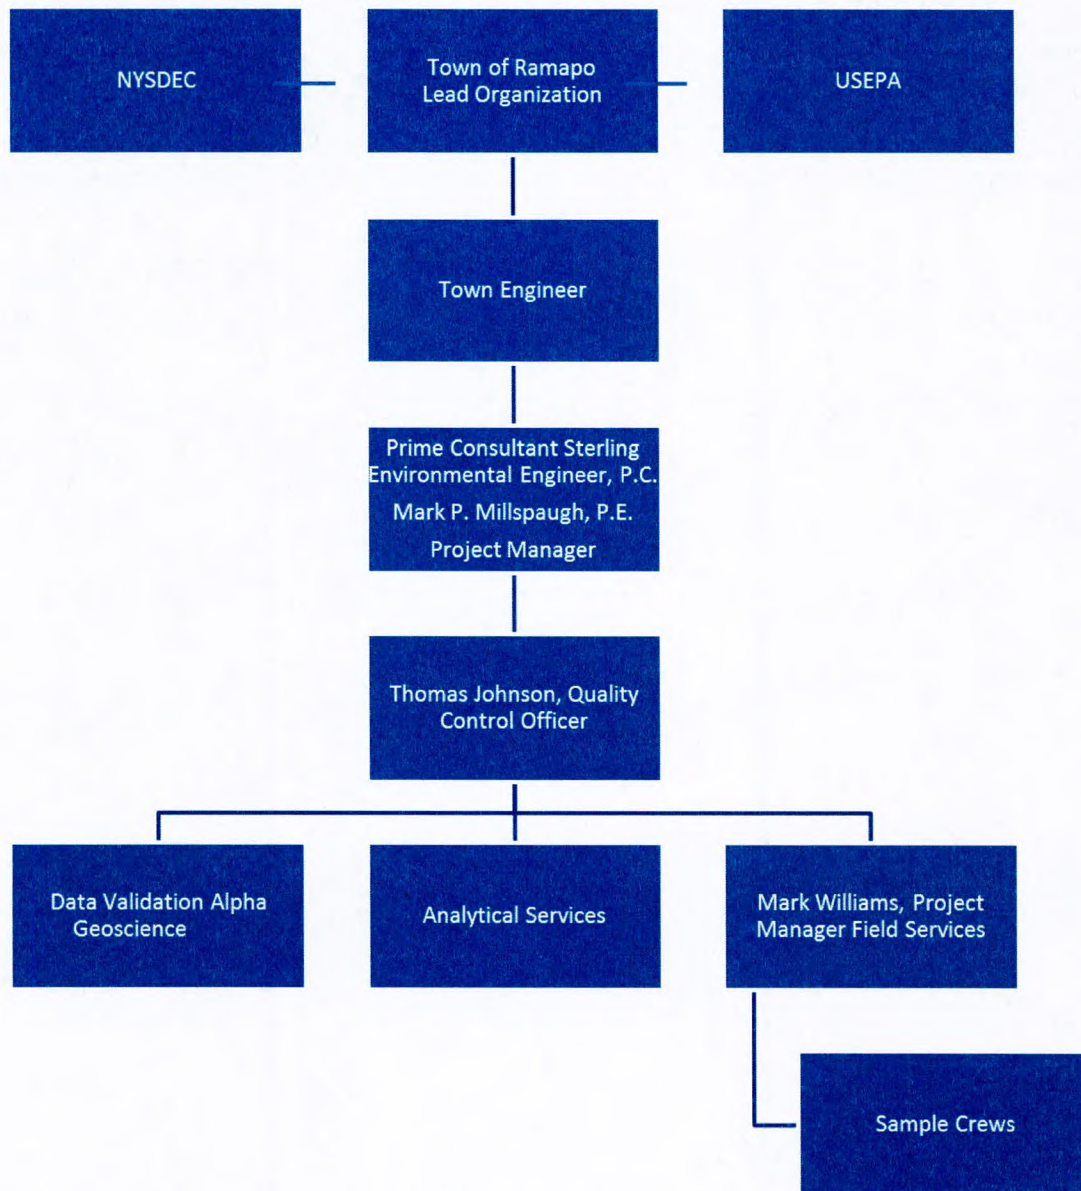 NYSDEC
Town of Ramapo
Lead Organization
USEPA
Town Engineer
Prime Consultant Sterling
Environmental Engineer, P.C.
Mark P. Millspaugh, P.E.
Project Manager
Thomas Johnson, Quality
Control Officer
Data Validation Alpha
Geoscience
Analytical Services
Mark Williams, Project
Manager Field Services
Sample Crews